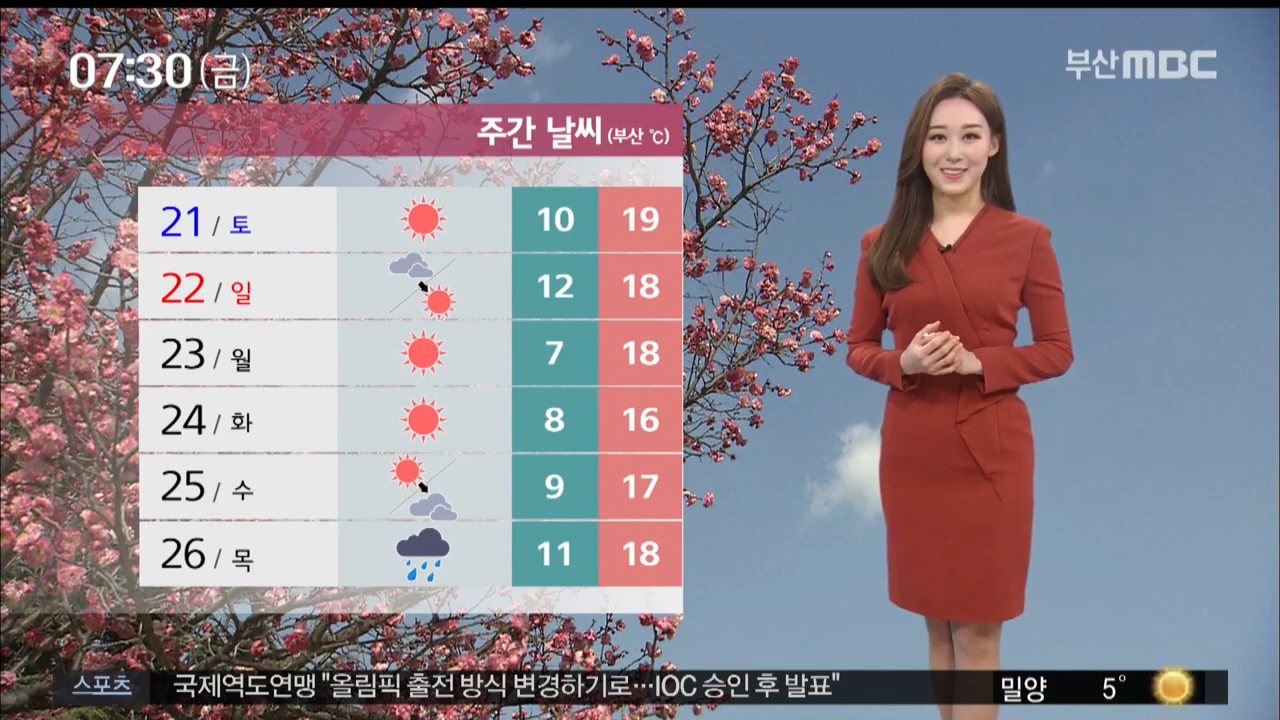 07:30(금)
부산MBC
주간 날씨 (부산 ℃)
21 / 토 10 19
22 / 일 12 18
23 / 월 7 18
24 / 화 8 16
25 / 수 9 17
26 / 목 11 18
스포츠 국제역도연맹 "올림픽 출전 방식 변경하기로…IOC 승인 후 발표" 밀양 5°